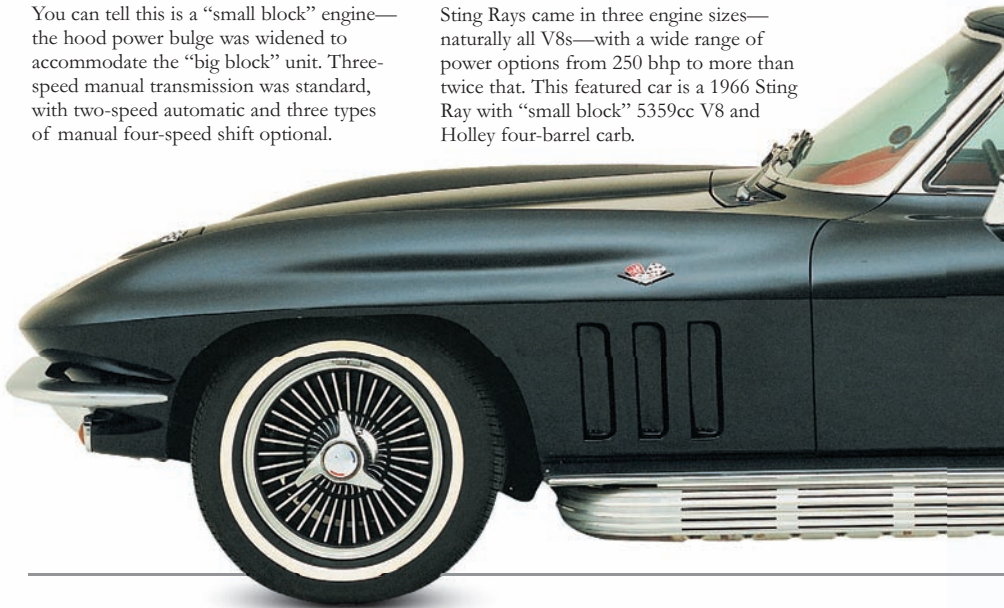 You can tell this is a “small block” engine—
the hood power bulge was widened to
accommodate the “big block” unit. Three-
speed manual transmission was standard,
with two-speed automatic and three types
of manual four-speed shift optional.
Sting Rays came in three engine sizes—
naturally all V8s—with a wide range of
power options from 250 bhp to more than
twice that. This featured car is a 1966 Sting
Ray with “small block” 5359cc V8 and
Holley four-barrel carb.